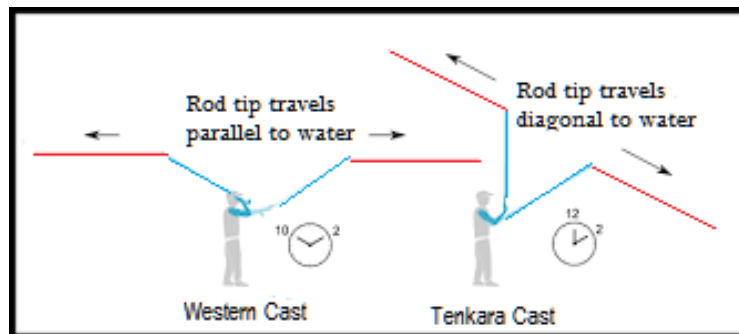 Rod tip travels
parallel to water
Rod tip travels
diagonal to water
10
2
12
2
Western Cast
Tenkara Cast